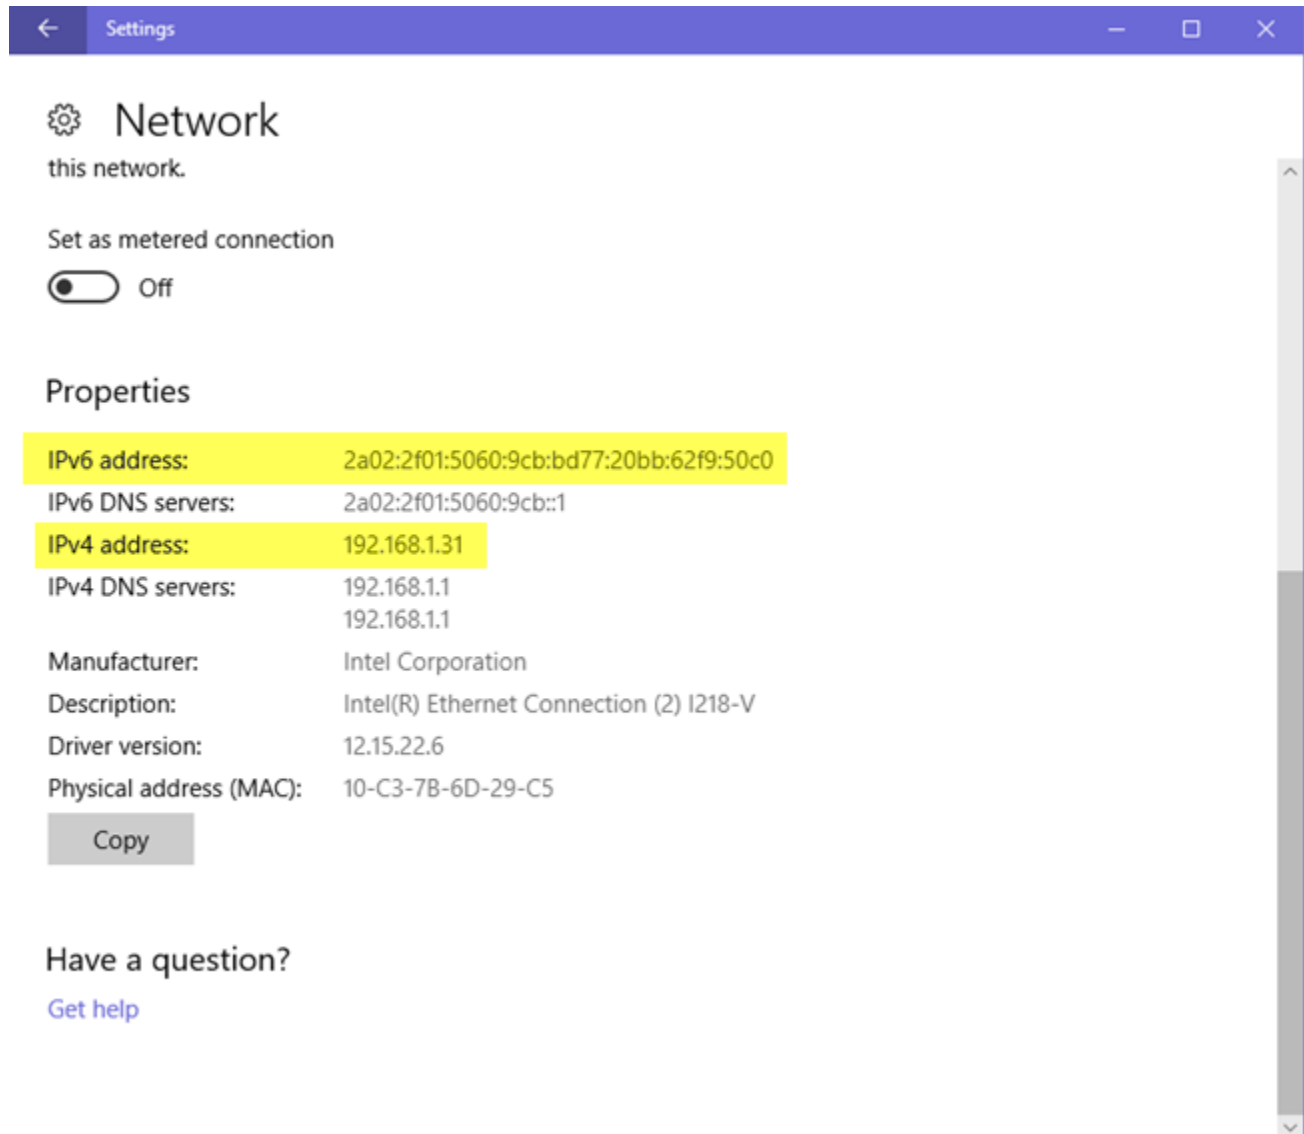 Settings
Network
this network.
Set as metered connection
Off
Properties
IPv6 address: 2a02:2f01:5060:9cb:bd77:20bb:62f9:50c0
IPv6 DNS servers: 2a02:2f01:5060:9cb::1
IPv4 address: 192.168.1.31
IPv4 DNS servers: 192.168.1.1
192.168.1.1
Manufacturer: Intel Corporation
Description: Intel(R) Ethernet Connection (2) I218-V
Driver version: 12.15.22.6
Physical address (MAC): 10-C3-7B-6D-29-C5
Copy
Have a question?
Get help